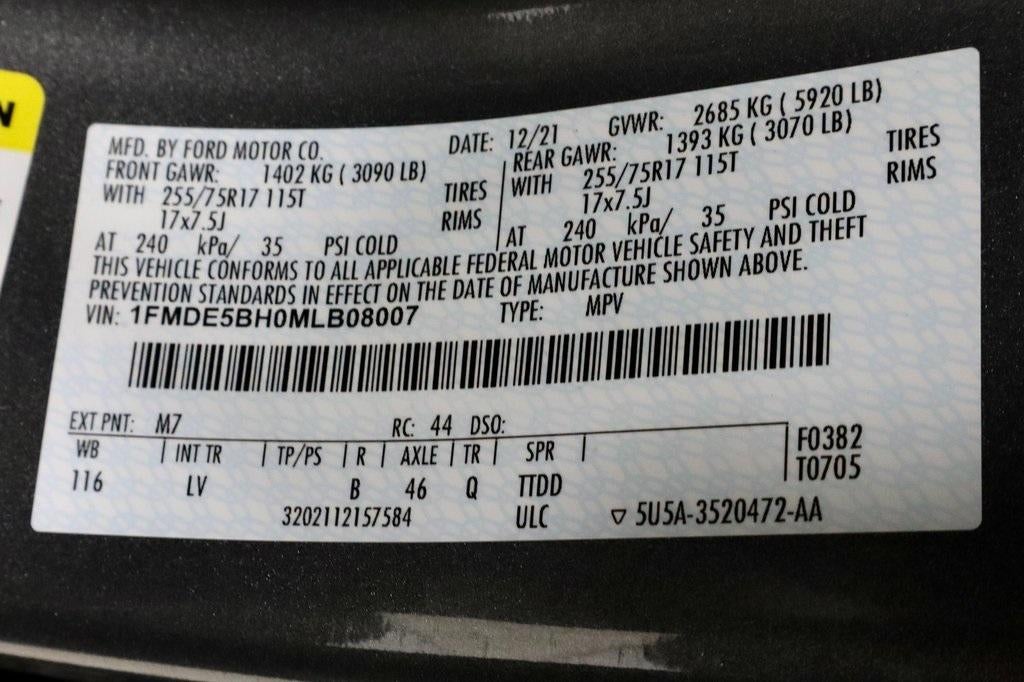 N
MFD. BY FORD MOTOR CO. DATE: 12/21 GVWR: 2685 KG ( 5920 LB)
FRONT GAWR: 1402 KG ( 3090 LB) REAR GAWR: 1393 KG ( 3070 LB)
WITH 255/75R17 115T TIRES WITH 255/75R17 115T TIRES
17x7.5J RIMS 17x7.5J RIMS
AT 240 kPa/ 35 PSI COLD AT 240 kPa/ 35 PSI COLD
THIS VEHICLE CONFORMS TO ALL APPLICABLE FEDERAL MOTOR VEHICLE SAFETY AND THEFT
PREVENTION STANDARDS IN EFFECT ON THE DATE OF MANUFACTURE SHOWN ABOVE.
VIN: 1FMDE5BH0MLB08007 TYPE: MPV
EXT PNT: M7 RC: 44 DSO:
WB INT TR TP/PS R AXLE TR SPR F0382
116 LV B 46 Q TTDD T0705
3202112157584 ULC ▽ 5U5A-3520472-AA